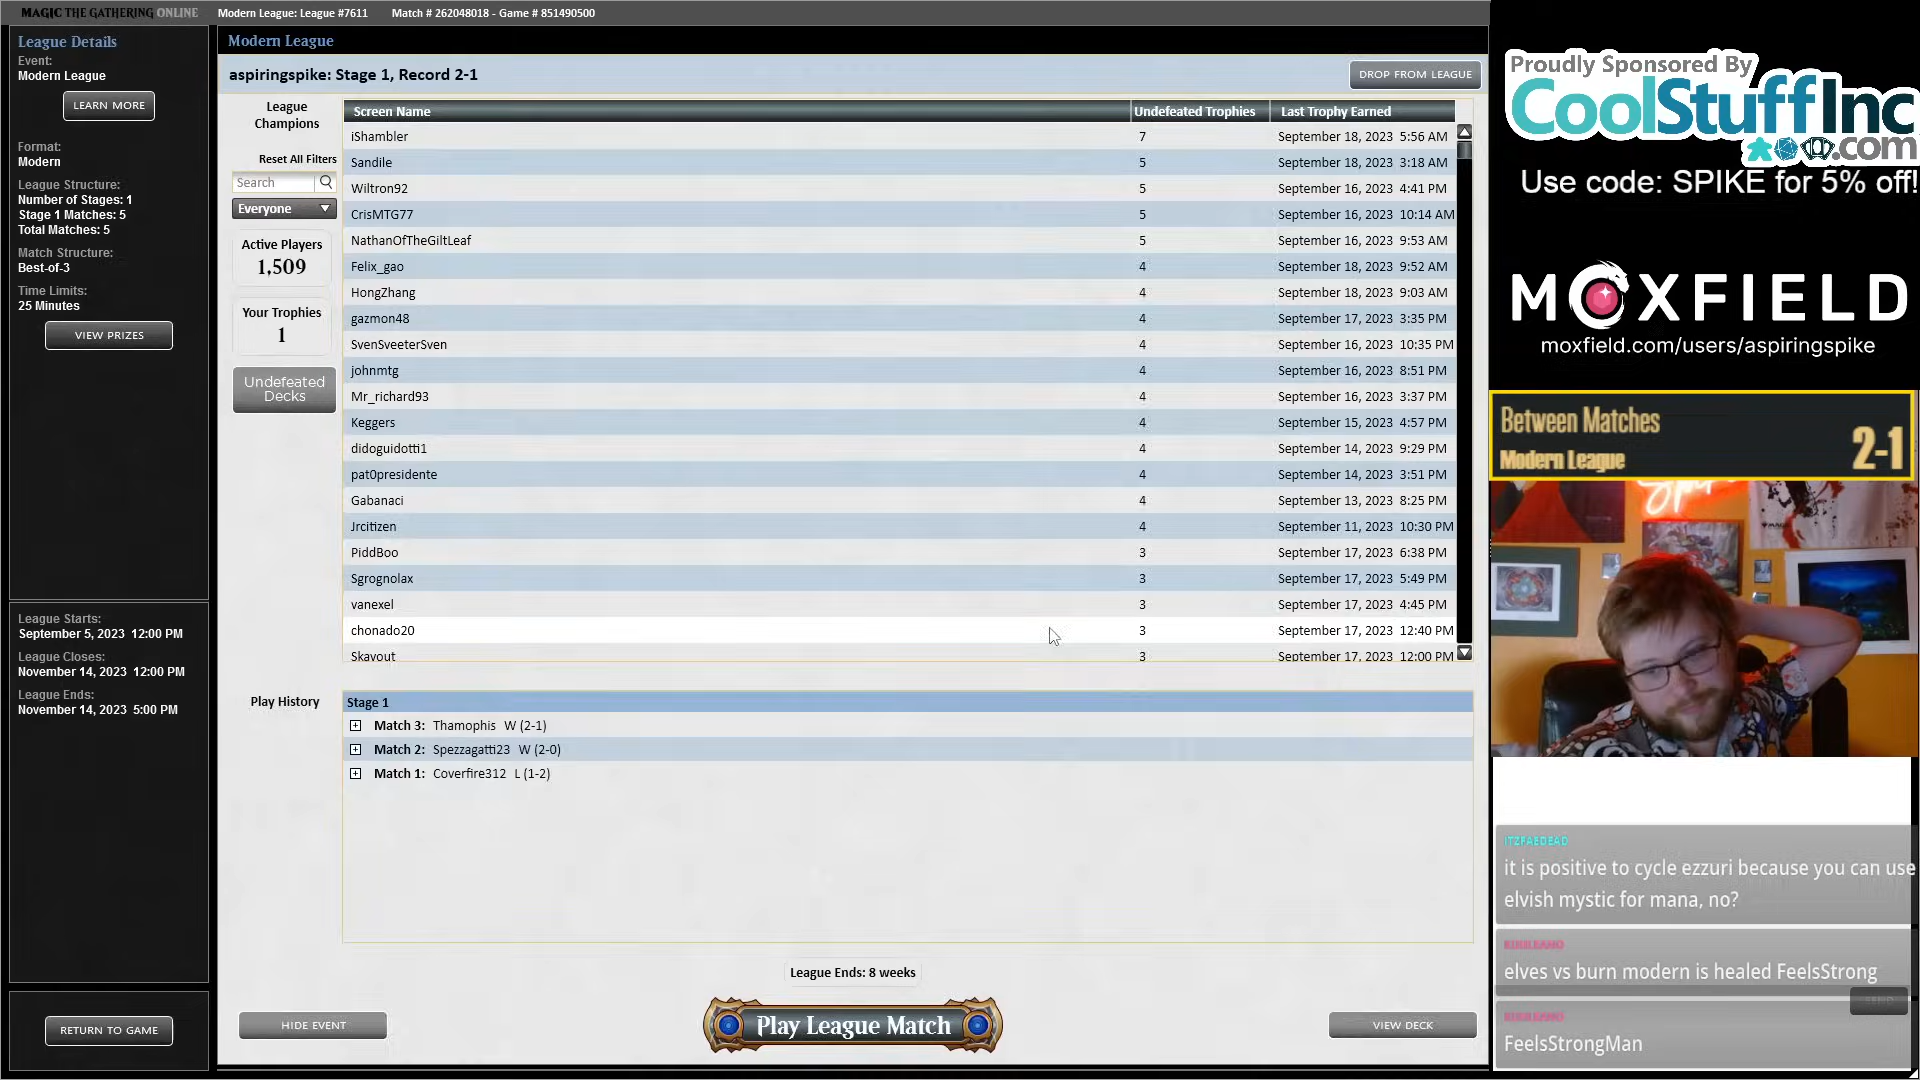 MAGIC THE GATHERING ONLINE
Modern League: League #7611
Match # 262048018 - Game # 851490500
League Details
Event:
Modern League
LEARN MORE
Format:
Modern
League Structure:
Number of Stages: 1
Stage 1 Matches: 5
Total Matches: 5
Match Structure:
Best-of-3
Time Limits:
25 Minutes
VIEW PRIZES
League Starts:
September 5, 2023 12:00 PM
League Closes:
November 14, 2023 12:00 PM
League Ends:
November 14, 2023 5:00 PM
RETURN TO GAME
Modern League
aspiringspike: Stage 1, Record 2-1
DROP FROM LEAGUE
League
Champions
Reset All Filters
Search
Everyone
Active Players
1,509
Your Trophies
1
Undefeated
Decks
Screen Name Undefeated Trophies Last Trophy Earned
iShambler 7 September 18, 2023 5:56 AM
Sandile 5 September 18, 2023 3:18 AM
Wiltron92 5 September 16, 2023 4:41 PM
CrisMTG77 5 September 16, 2023 10:14 AM
NathanOfTheGiltLeaf 5 September 16, 2023 9:53 AM
Felix_gao 4 September 18, 2023 9:52 AM
HongZhang 4 September 18, 2023 9:03 AM
gazmon48 4 September 17, 2023 3:35 PM
SvenSveeterSven 4 September 16, 2023 10:35 PM
johnmtg 4 September 16, 2023 8:51 PM
Mr_richard93 4 September 16, 2023 3:37 PM
Keggers 4 September 15, 2023 4:57 PM
didoguidotti1 4 September 14, 2023 9:29 PM
pat0presidente 4 September 14, 2023 3:51 PM
Gabanaci 4 September 13, 2023 8:25 PM
Jrcitizen 4 September 11, 2023 10:30 PM
PiddBoo 3 September 17, 2023 6:38 PM
Sgrognolax 3 September 17, 2023 5:49 PM
vanexel 3 September 17, 2023 4:45 PM
chonado20 3 September 17, 2023 12:40 PM
Skavout 3 September 17, 2023 12:00 PM
Play History
Stage 1
Match 3: Thamophis W (2-1)
Match 2: Spezzagatti23 W (2-0)
Match 1: Coverfire312 L (1-2)
League Ends: 8 weeks
HIDE EVENT
Play League Match
VIEW DECK
Proudly Sponsored By
CoolStuffInc
.com
Use code: SPIKE for 5% off!
MOXFIELD
moxfield.com/users/aspiringspike
Between Matches
Modern League
2-1
ITZFAEDEAD
it is positive to cycle ezzuri because you can use
elvish mystic for mana, no?
elves vs burn modern is healed FeelsStrong
FeelsStrongMan